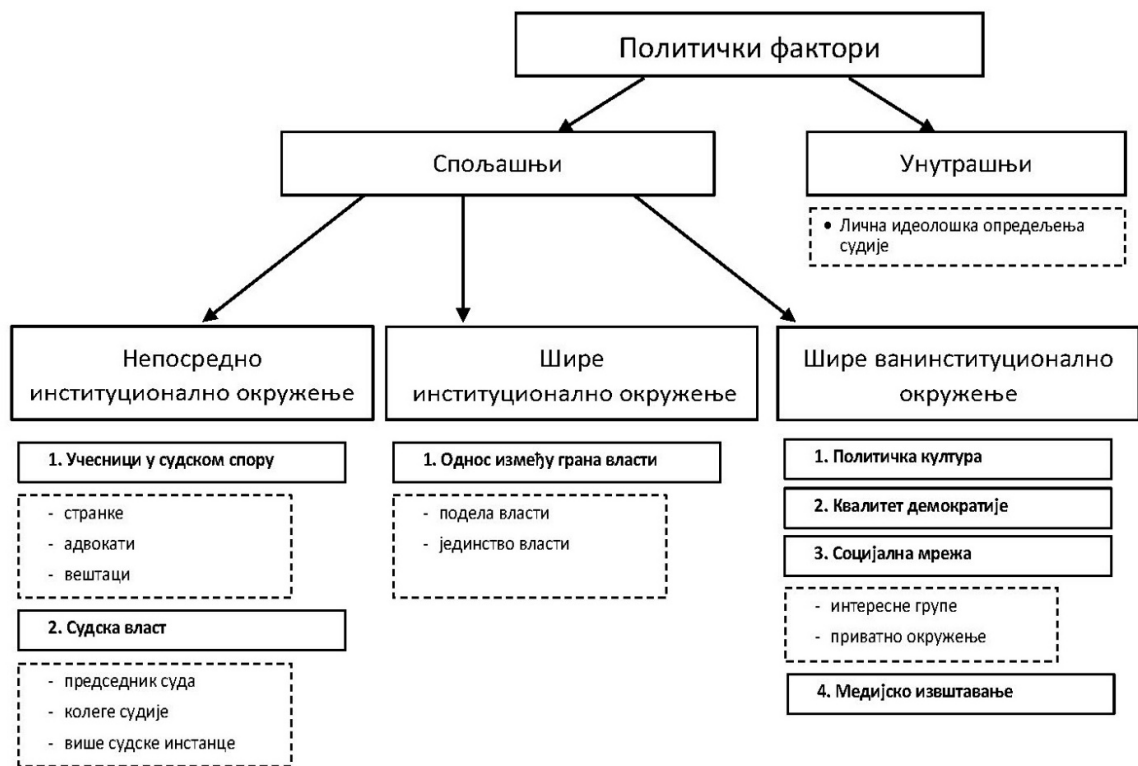 Политички фактори
Спољашњи
Унутрашњи
• Лична идеолошка опредељења
судије
Непосредно
институционално окружење
1. Учесници у судском спору
- странке
- адвокати
- вештаци
2. Судска власт
- председник суда
- колеге судије
- више судске инстанце
Шире
институционално окружење
1. Однос између грана власти
- подела власти
- јединство власти
Шире ванинституционално
окружење
1. Политичка култура
2. Квалитет демократије
3. Социјална мрежа
- интересне групе
- приватно окружење
4. Медијско извштавање